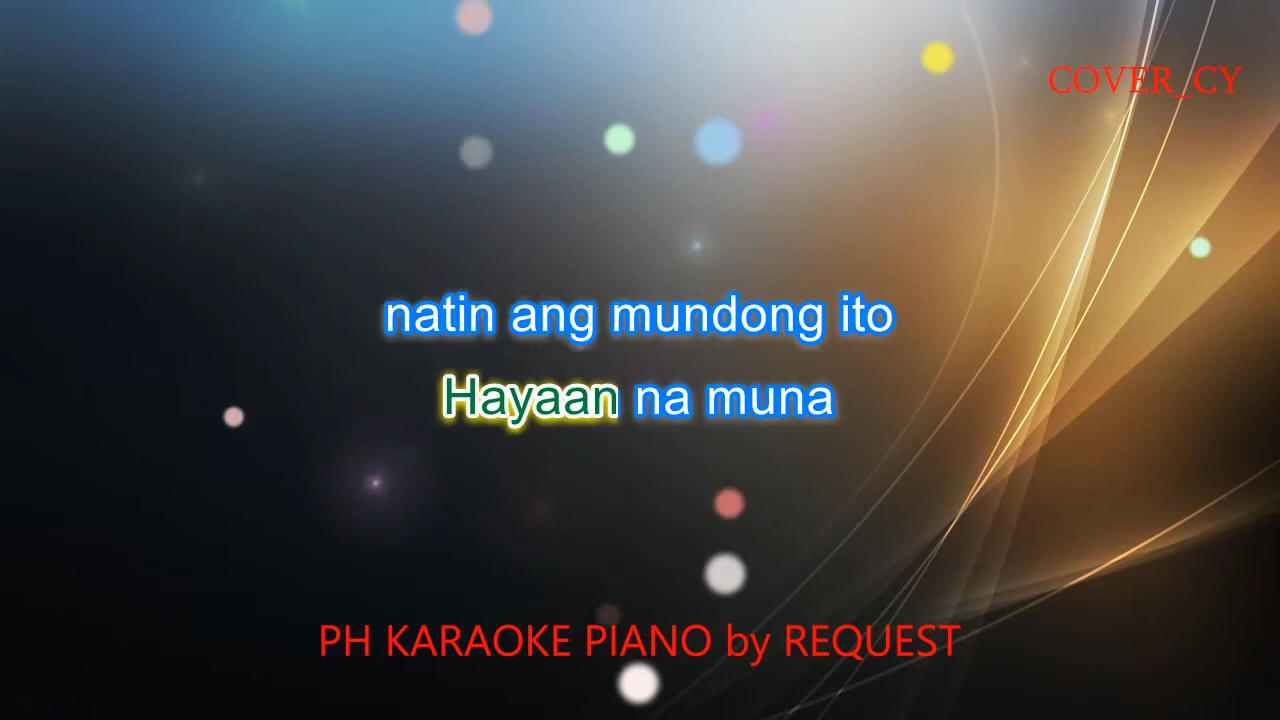 COVER_CY
natin ang mundong ito
Hayaan na muna
PH KARAOKE PIANO by REQUEST